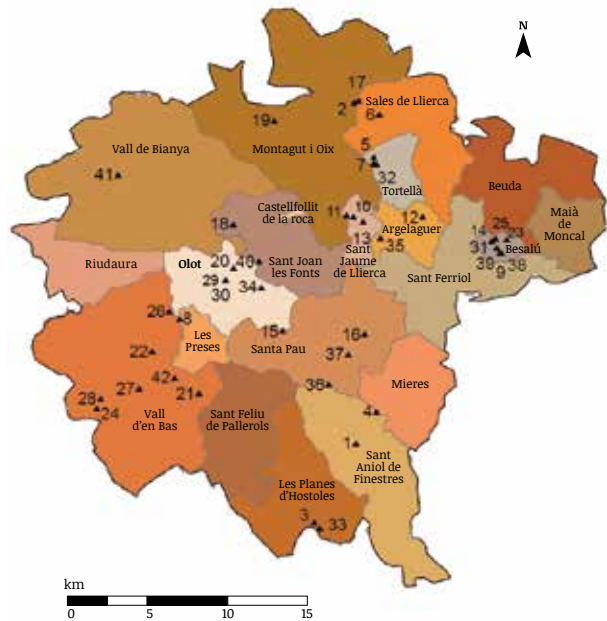 N
17
2
Sales de Llierca
6
19
Vall de Bianya
Montagut i Oix
5
7
32
Tortellà
41
Beuda
Castellfollit
de la roca
11
10
12
Argelaguer
Maià
de
Moncal
18
13
35
25
14
23
31
Besalú
39
38
9
Riudaura
Olot
20
40
Sant Joan
les Fonts
Sant
Jaume
de Llierca
Sant Ferriol
29
30
34
26
8
Les
Preses
15
Santa Pau
16
22
37
42
27
21
36
Mieres
28
24
Vall
d'en Bas
Sant Feliu
de Pallerols
4
1
Sant
Aniol de
Finestres
Les Planes
d'Hostoles
3
33
km
0 5 10 15